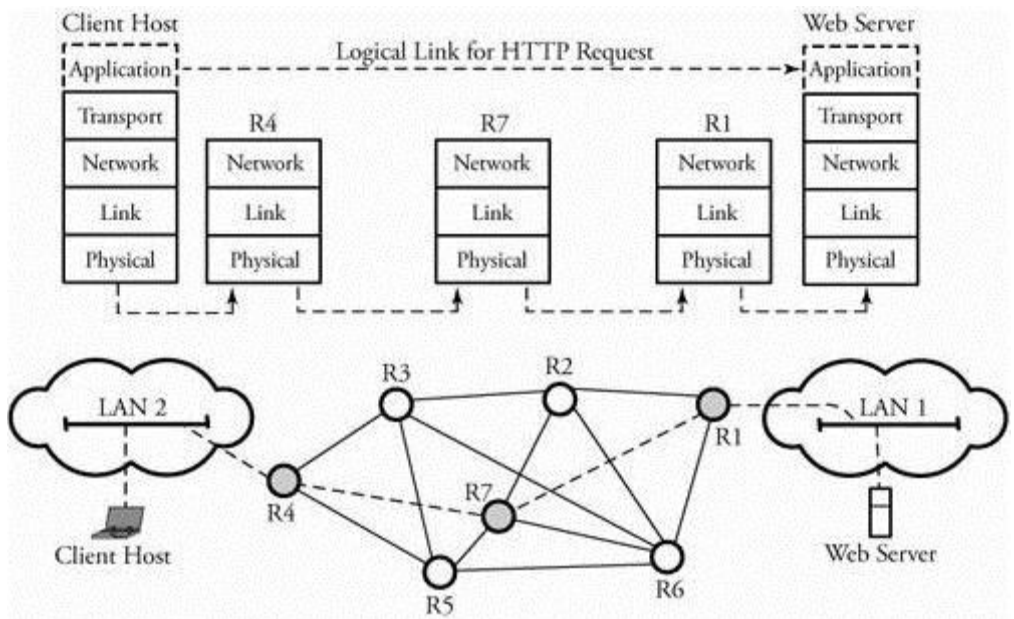 Client Host
Web Server
Logical Link for HTTP Request
Application
Application
Transport
Transport
R4
R7
R1
Network
Network
Network
Network
Network
Link
Link
Link
Link
Link
Physical
Physical
Physical
Physical
Physical
R3
R2
LAN 2
LAN 1
R1
R7
R4
Client Host
Web Server
R5
R6